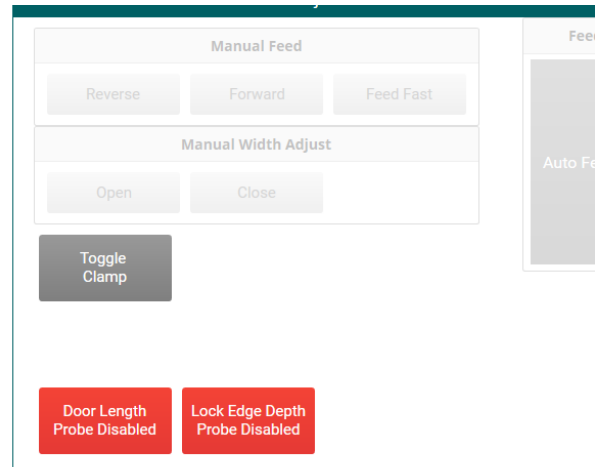 Manual Feed
Reverse
Forward
Feed Fast
Manual Width Adjust
Open
Close
Toggle
Clamp
Door Length
Probe Disabled
Lock Edge Depth
Probe Disabled
Auto